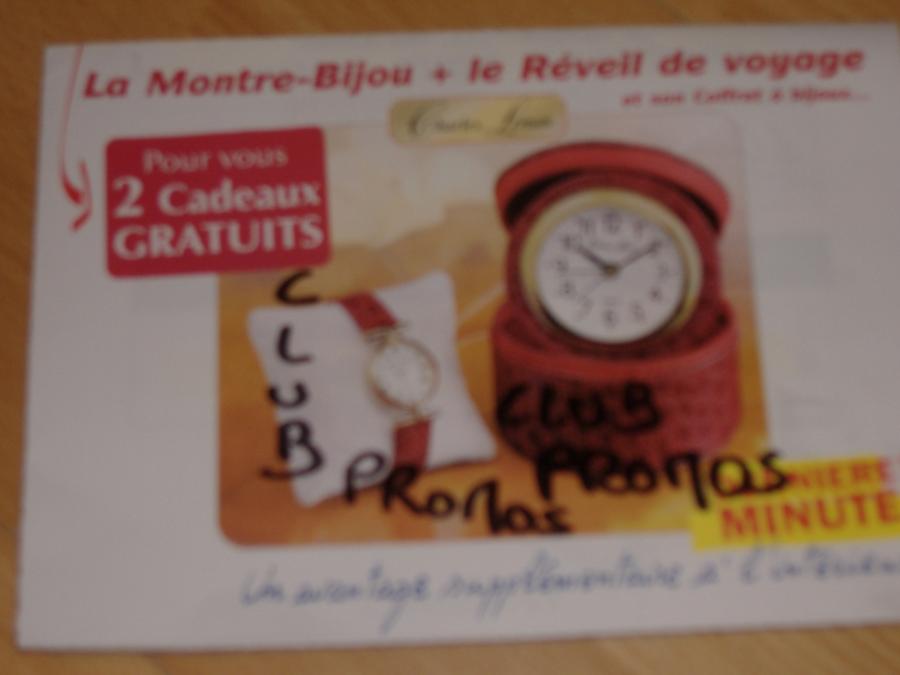 La Montre-Bijou + le Réveil de voyage
et son Coffret à bijoux...
Charles
Pour vous
2 Cadeaux
GRATUITS
CLUB
PROMOS
CLUB
PROMOS
MINUTE
Un avantage supplémentaire à l'intérieur